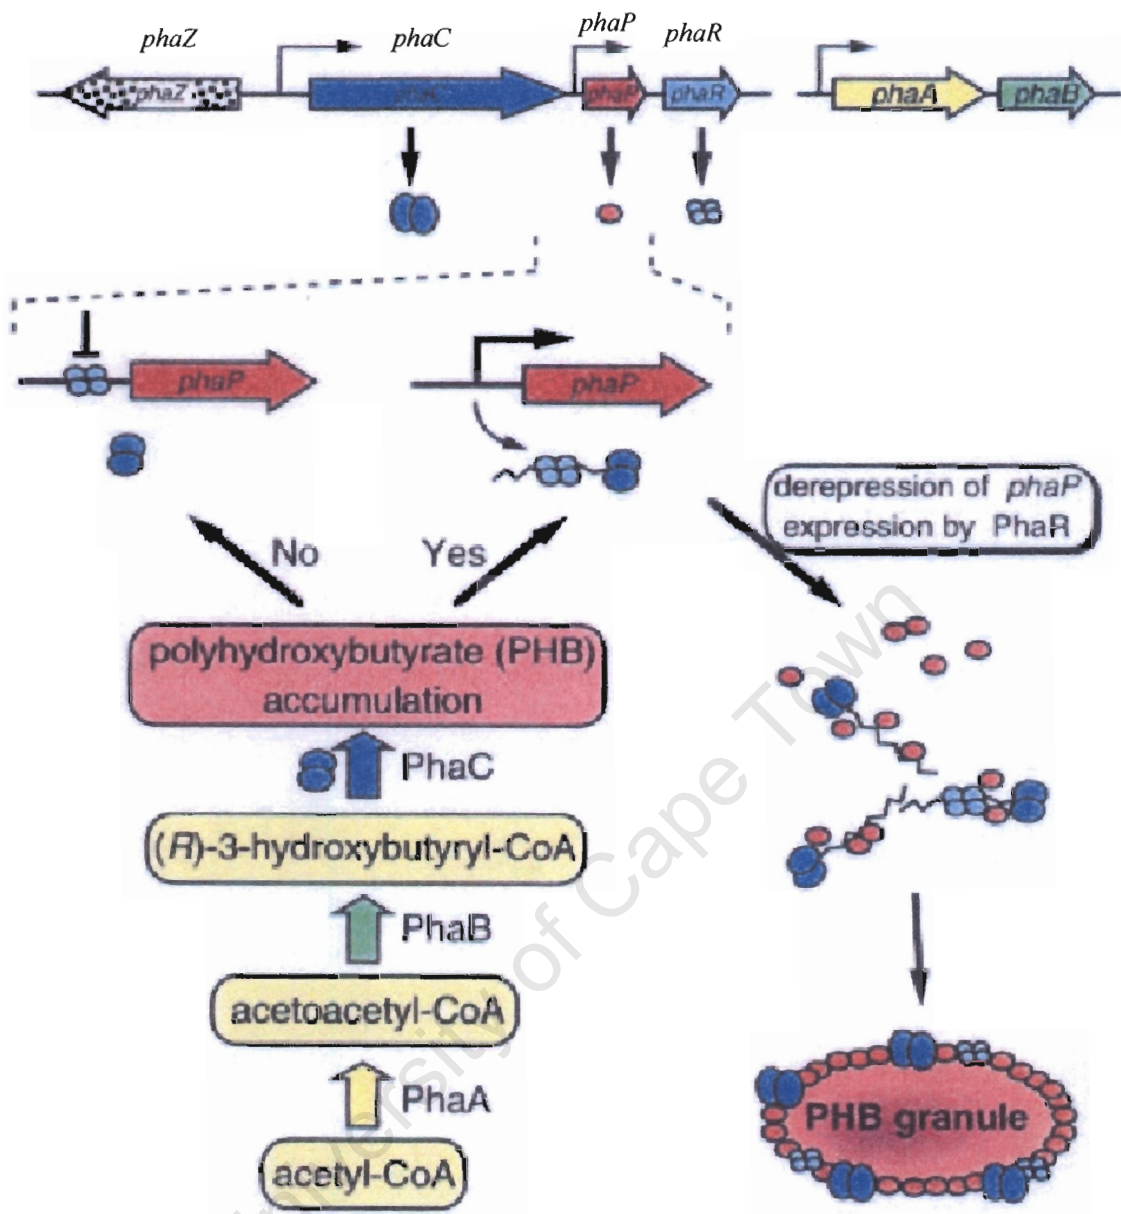 phaZ
phaC
phaP
phaR
phaZ
phaC
phaP
phaR
phaA
phaB
phaP
phaP
derepression of phaP
expression by PhaR
No
Yes
polyhydroxybutyrate (PHB)
accumulation
PhaC
(R)-3-hydroxybutyryl-CoA
PhaB
acetoacetyl-CoA
PhaA
acetyl-CoA
PHB granule
University of Cape Town